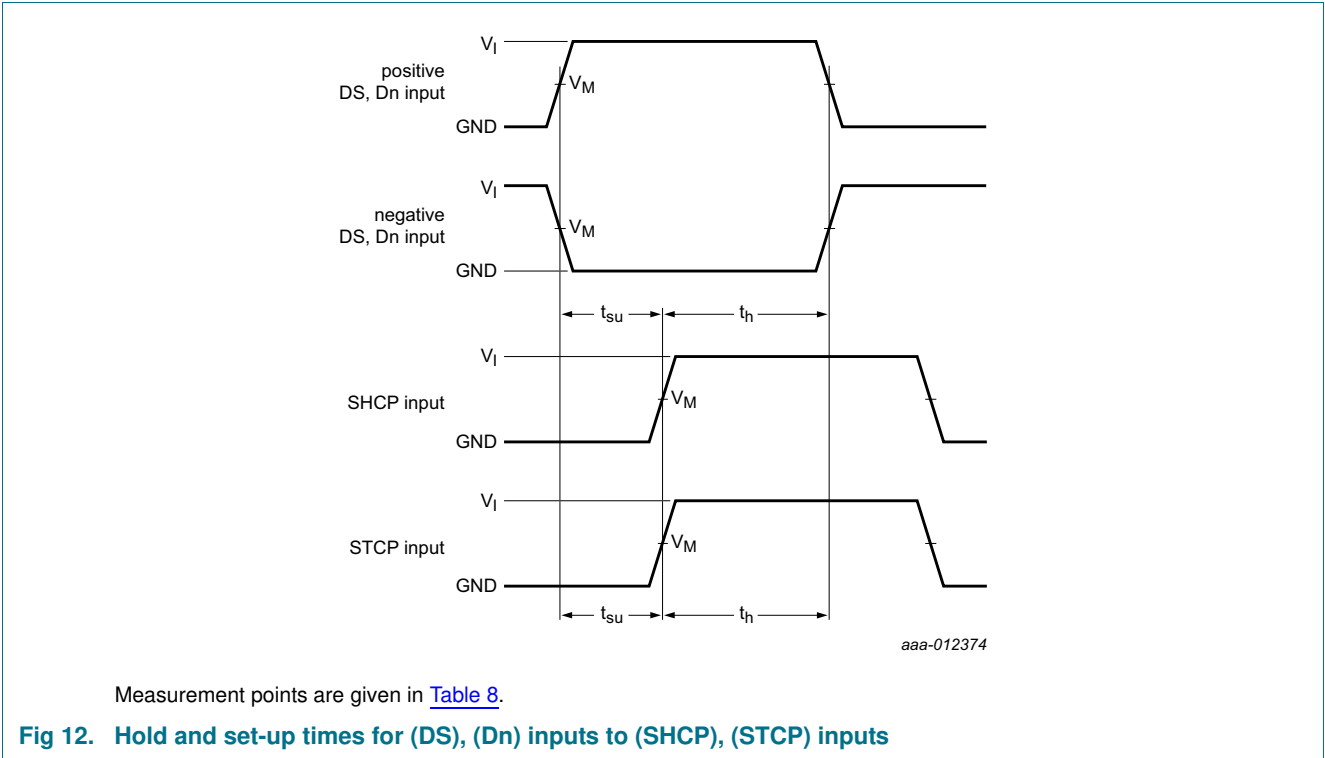 VI
positive
DS, Dn input
VM
GND
VI
negative
DS, Dn input
VM
GND
tsu
th
VI
SHCP input
VM
GND
VI
STCP input
VM
GND
tsu
th
aaa-012374
Measurement points are given in Table 8.
Fig 12. Hold and set-up times for (DS), (Dn) inputs to (SHCP), (STCP) inputs